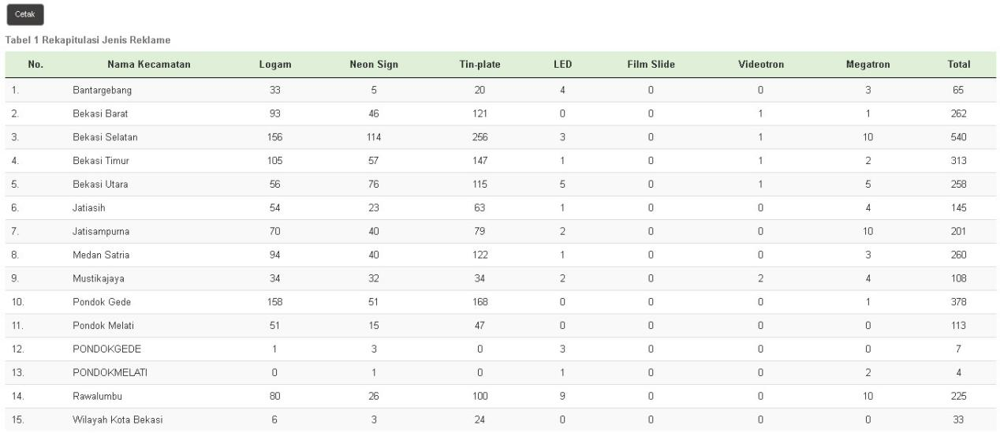 Cetak
Tabel 1 Rekapitulasi Jenis Reklame
No. Nama Kecamatan Logam Neon Sign Tin-plate LED Film Slide Videotron Megatron Total
1. Bantargebang 33 5 20 4 0 0 3 65
2. Bekasi Barat 93 46 121 0 0 1 1 262
3. Bekasi Selatan 156 114 256 3 0 1 10 540
4. Bekasi Timur 105 57 147 1 0 1 2 313
5. Bekasi Utara 56 76 115 5 0 1 5 258
6. Jatiasih 54 23 63 1 0 0 4 145
7. Jatisampurna 70 40 79 2 0 0 10 201
8. Medan Satria 94 40 122 1 0 0 3 260
9. Mustikajaya 34 32 34 2 0 2 4 108
10. Pondok Gede 158 51 168 0 0 0 1 378
11. Pondok Melati 51 15 47 0 0 0 0 113
12. PONDOKGEDE 1 3 0 3 0 0 0 7
13. PONDOKMELATI 0 1 0 1 0 0 2 4
14. Rawalumbu 80 26 100 9 0 0 10 225
15. Wilayah Kota Bekasi 6 3 24 0 0 0 0 33